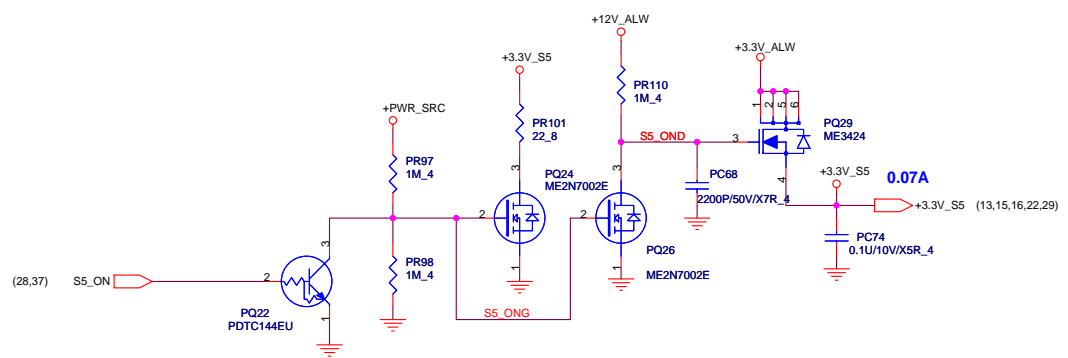 +12V_ALW
+3.3V_ALW
+3.3V_S5
PR110
1M_4
1 2 5 6
+PWR_SRC
PR101
22_8
PQ29
ME3424
S5_OND
3
PR97
1M_4
3
PQ24
ME2N7002E
3
PC68
2200P/50V/X7R_4
4
+3.3V_S5
0.07A
+3.3V_S5 (13,15,16,22,29)
2
2
PQ26
ME2N7002E
PC74
0.1U/10V/X5R_4
3
PR98
1M_4
1
1
(28,37) S5_ON
2
PQ22
PDTC144EU
1
S5_ONG